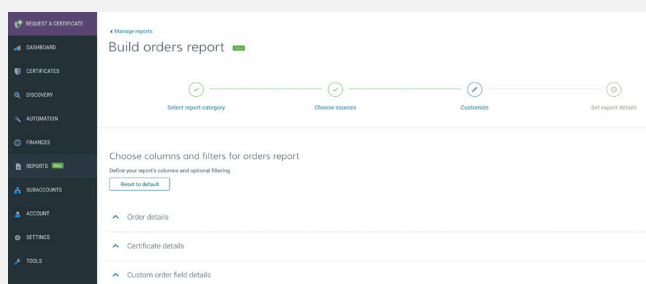 REQUEST A CERTIFICATE
DASHBOARD
CERTIFICATES
DISCOVERY
AUTOMATION
FINANCES
REPORTS New
SUBACCOUNTS
ACCOUNT
SETTINGS
TOOLS
Manage reports
Build orders report
Select report category
Choose sources
Customize
Set export details
Choose columns and filters for orders report
Define your report's columns and optional filtering.
Reset to default
Order details
Certificate details
Custom order field details